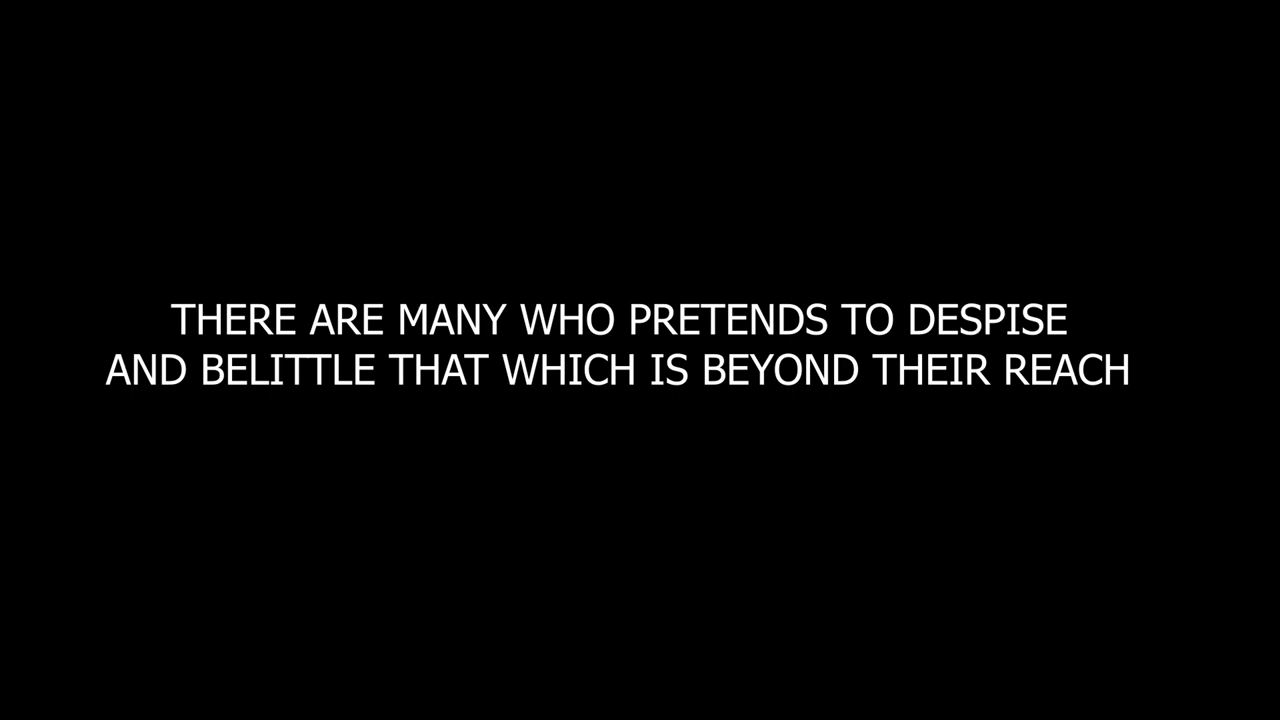 THERE ARE MANY WHO PRETENDS TO DESPISE
AND BELITTLE THAT WHICH IS BEYOND THEIR REACH